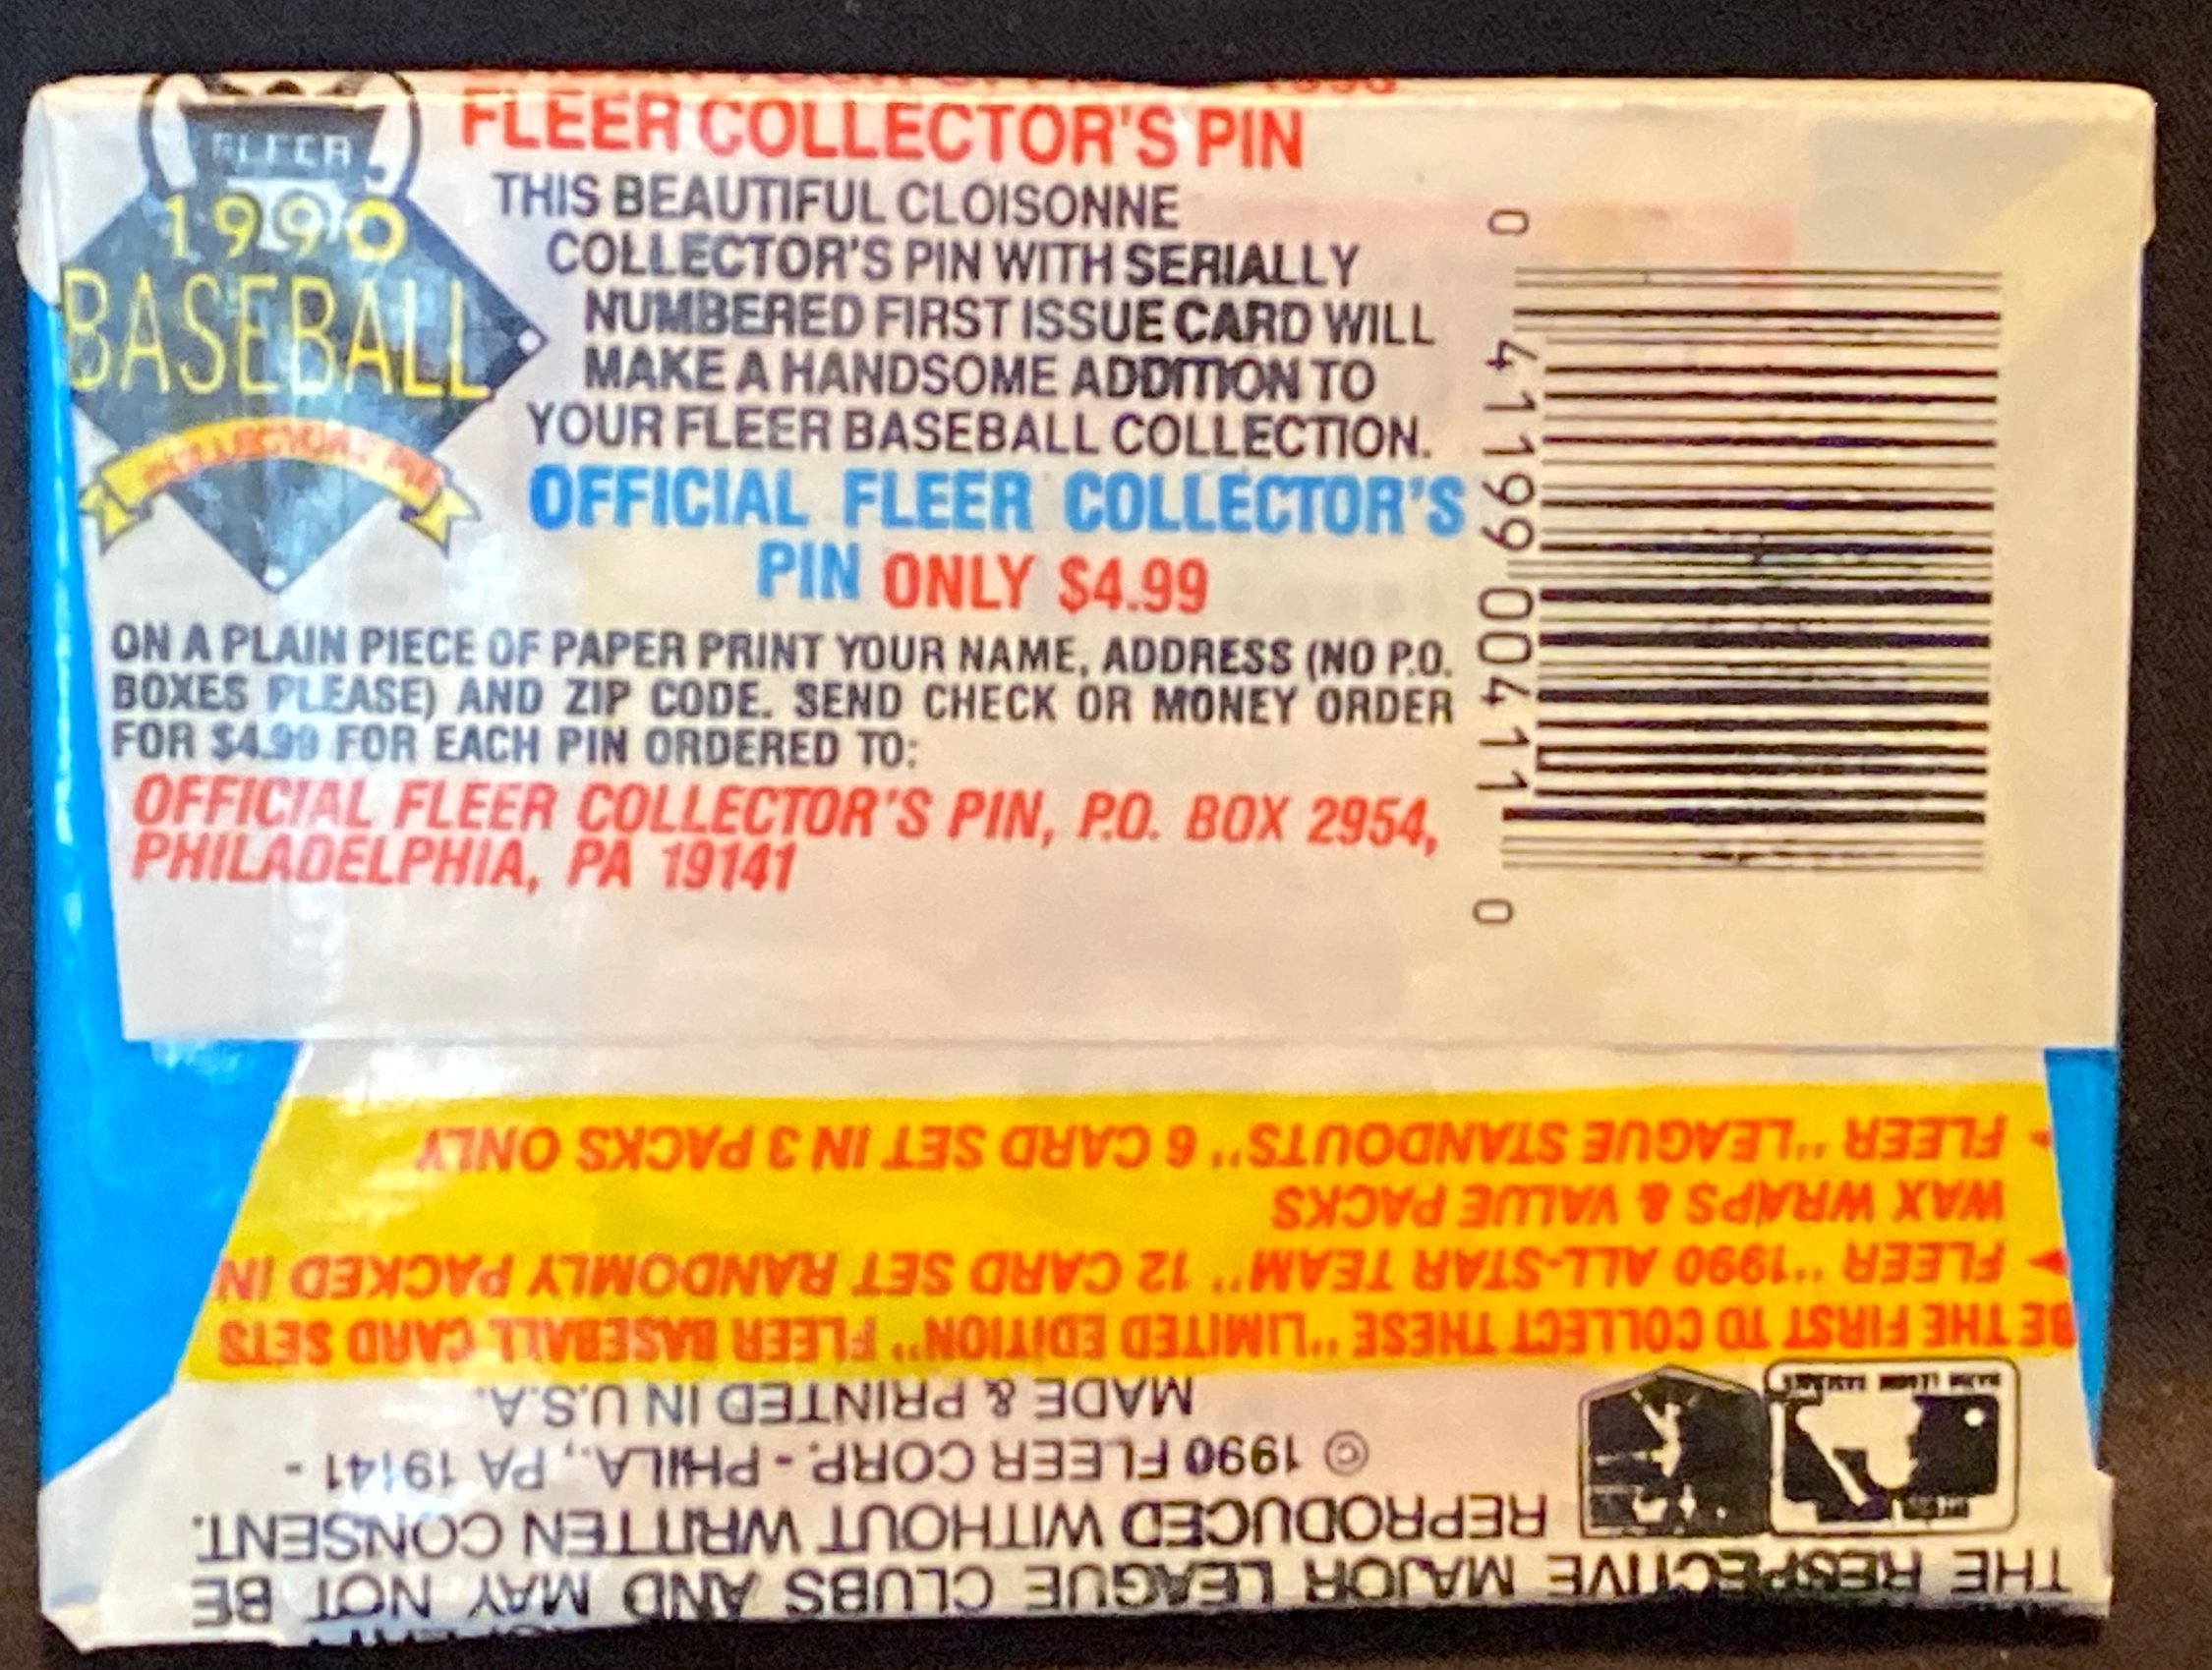 FLEER
1990
BASEBALL
FLEER COLLECTOR'S PIN
THIS BEAUTIFUL CLOISONNE
COLLECTOR'S PIN WITH SERIALLY
NUMBERED FIRST ISSUE CARD WILL
MAKE A HANDSOME ADDITION TO
YOUR FLEER BASEBALL COLLECTION.
OFFICIAL FLEER COLLECTOR'S
PIN ONLY $4.99
ON A PLAIN PIECE OF PAPER PRINT YOUR NAME, ADDRESS (NO P.O.
BOXES PLEASE) AND ZIP CODE. SEND CHECK OR MONEY ORDER
FOR $4.99 FOR EACH PIN ORDERED TO:
OFFICIAL FLEER COLLECTOR'S PIN, P.O. BOX 2954,
PHILADELPHIA, PA 19141
0 41199 00411 0
THE RESPECTIVE MAJOR LEAGUE CLUBS AND MAY NOT BE
REPRODUCED WITHOUT WRITTEN CONSENT.
© 1990 FLEER CORP. - PHILA., PA 19141 -
MADE & PRINTED IN U.S.A.
MAJOR LEAGUE BASEBALL
BE THE FIRST TO COLLECT THESE "LIMITED EDITION" FLEER BASEBALL CARD SETS
FLEER "1990 ALL-STAR TEAM" 12 CARD SET RANDOMLY PACKED IN
WAX WRAPS & VALUE PACKS
FLEER "LEAGUE STANDOUTS" 6 CARD SET IN 3 PACKS ONLY